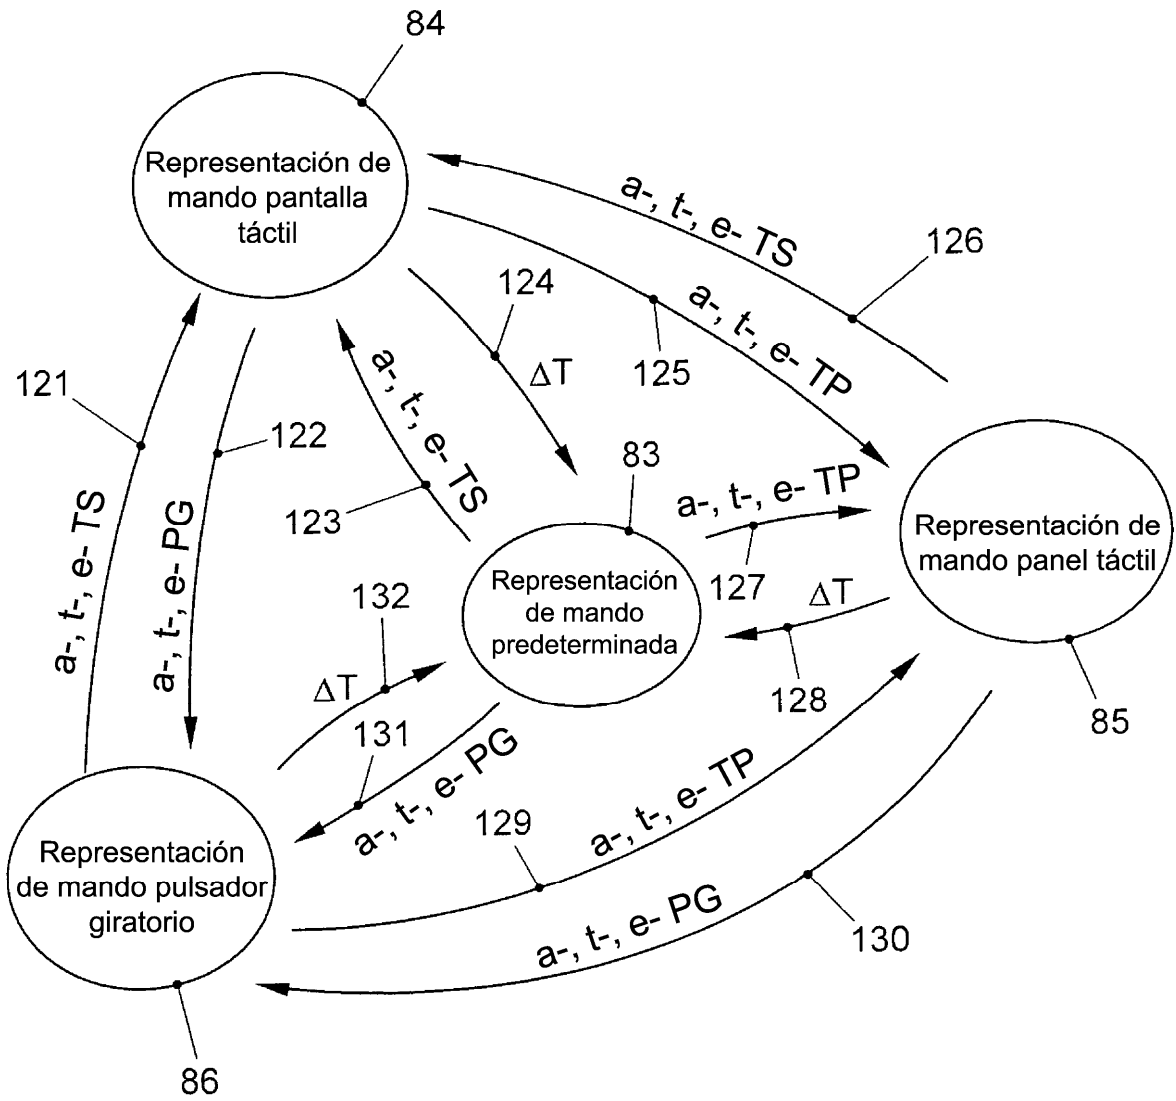 84
Representación de
mando pantalla
táctil
a-, t-, e- TS
126
124
a-, t-, e- TP
125
ΔT
121
a-, t-, e- TS
122
83
a-, t-, e- TP
123
Representación de
mando panel táctil
a-, t-, e- TS
a-, t-, e- PG
Representación
de mando
predeterminada
127
ΔT
132
128
ΔT
131
85
a-, t-, e- PG
129
a-, t-, e- TP
Representación
de mando pulsador
giratorio
a-, t-, e- PG
130
86